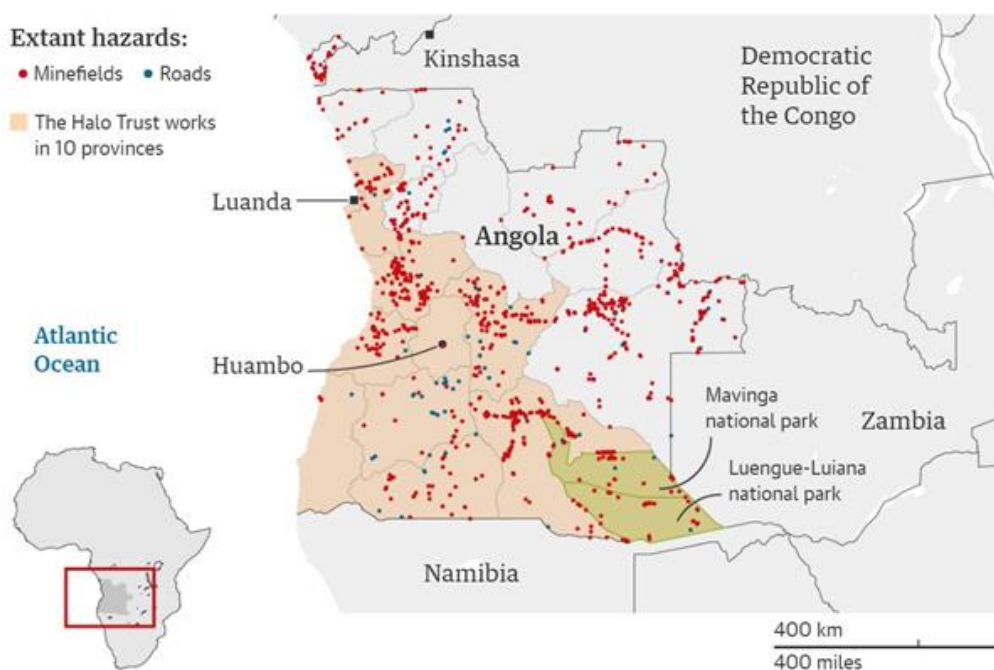 Extant hazards:
Minefields
Roads
The Halo Trust works
in 10 provinces
Kinshasa
Democratic
Republic of
the Congo
Luanda
Angola
Atlantic
Ocean
Huambo
Mavinga
national park
Zambia
Luengue-Luiana
national park
Namibia
400 km
400 miles